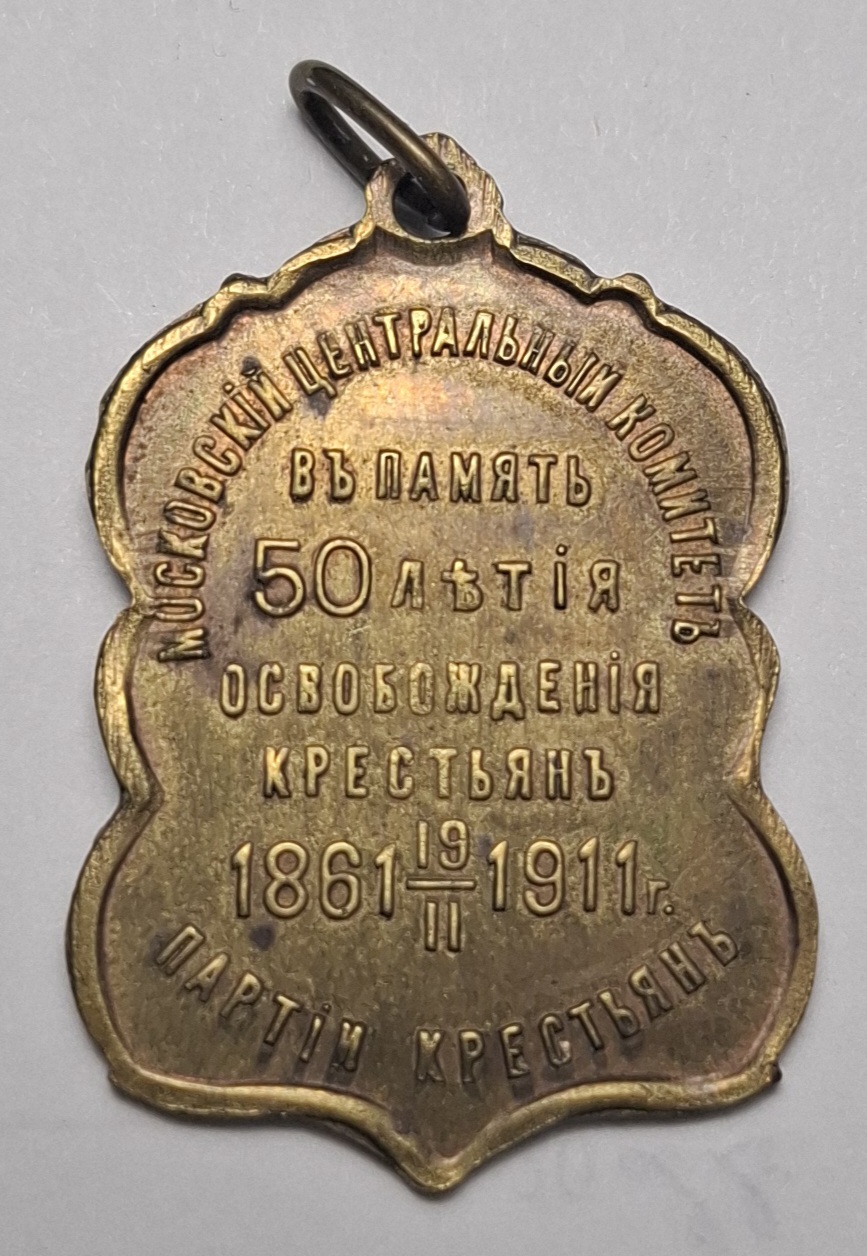 МОСКОВСКІЙ ЦЕНТРАЛЬНЫЙ КОМИТЕТЪ
ВЪ ПАМЯТЬ
50 ЛѢТІЯ
ОСВОБОЖДЕНІЯ
КРЕСТЬЯНЪ
1861 19/II 1911 г.
ПАРТІИ КРЕСТЬЯНЪ